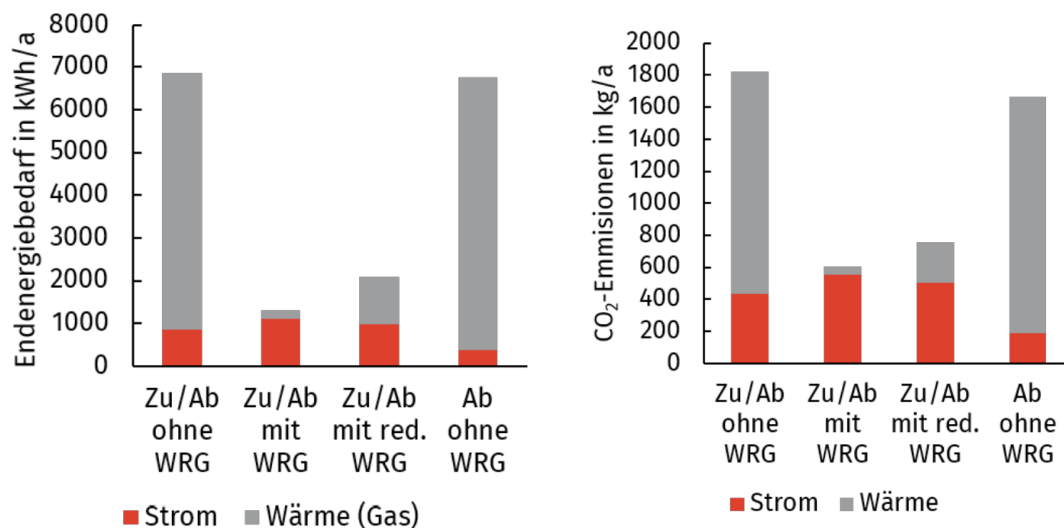 Endenergiebedarf in kWh/a
8000
7000
6000
5000
4000
3000
2000
1000
0
Zu/Ab
ohne
WRG
Zu/Ab
mit
WRG
Zu/Ab
mit red.
WRG
Ab
ohne
WRG
Strom
Wärme (Gas)
CO₂-Emmisionen in kg/a
2000
1800
1600
1400
1200
1000
800
600
400
200
0
Zu/Ab
ohne
WRG
Zu/Ab
mit
WRG
Zu/Ab
mit red.
WRG
Ab
ohne
WRG
Strom
Wärme